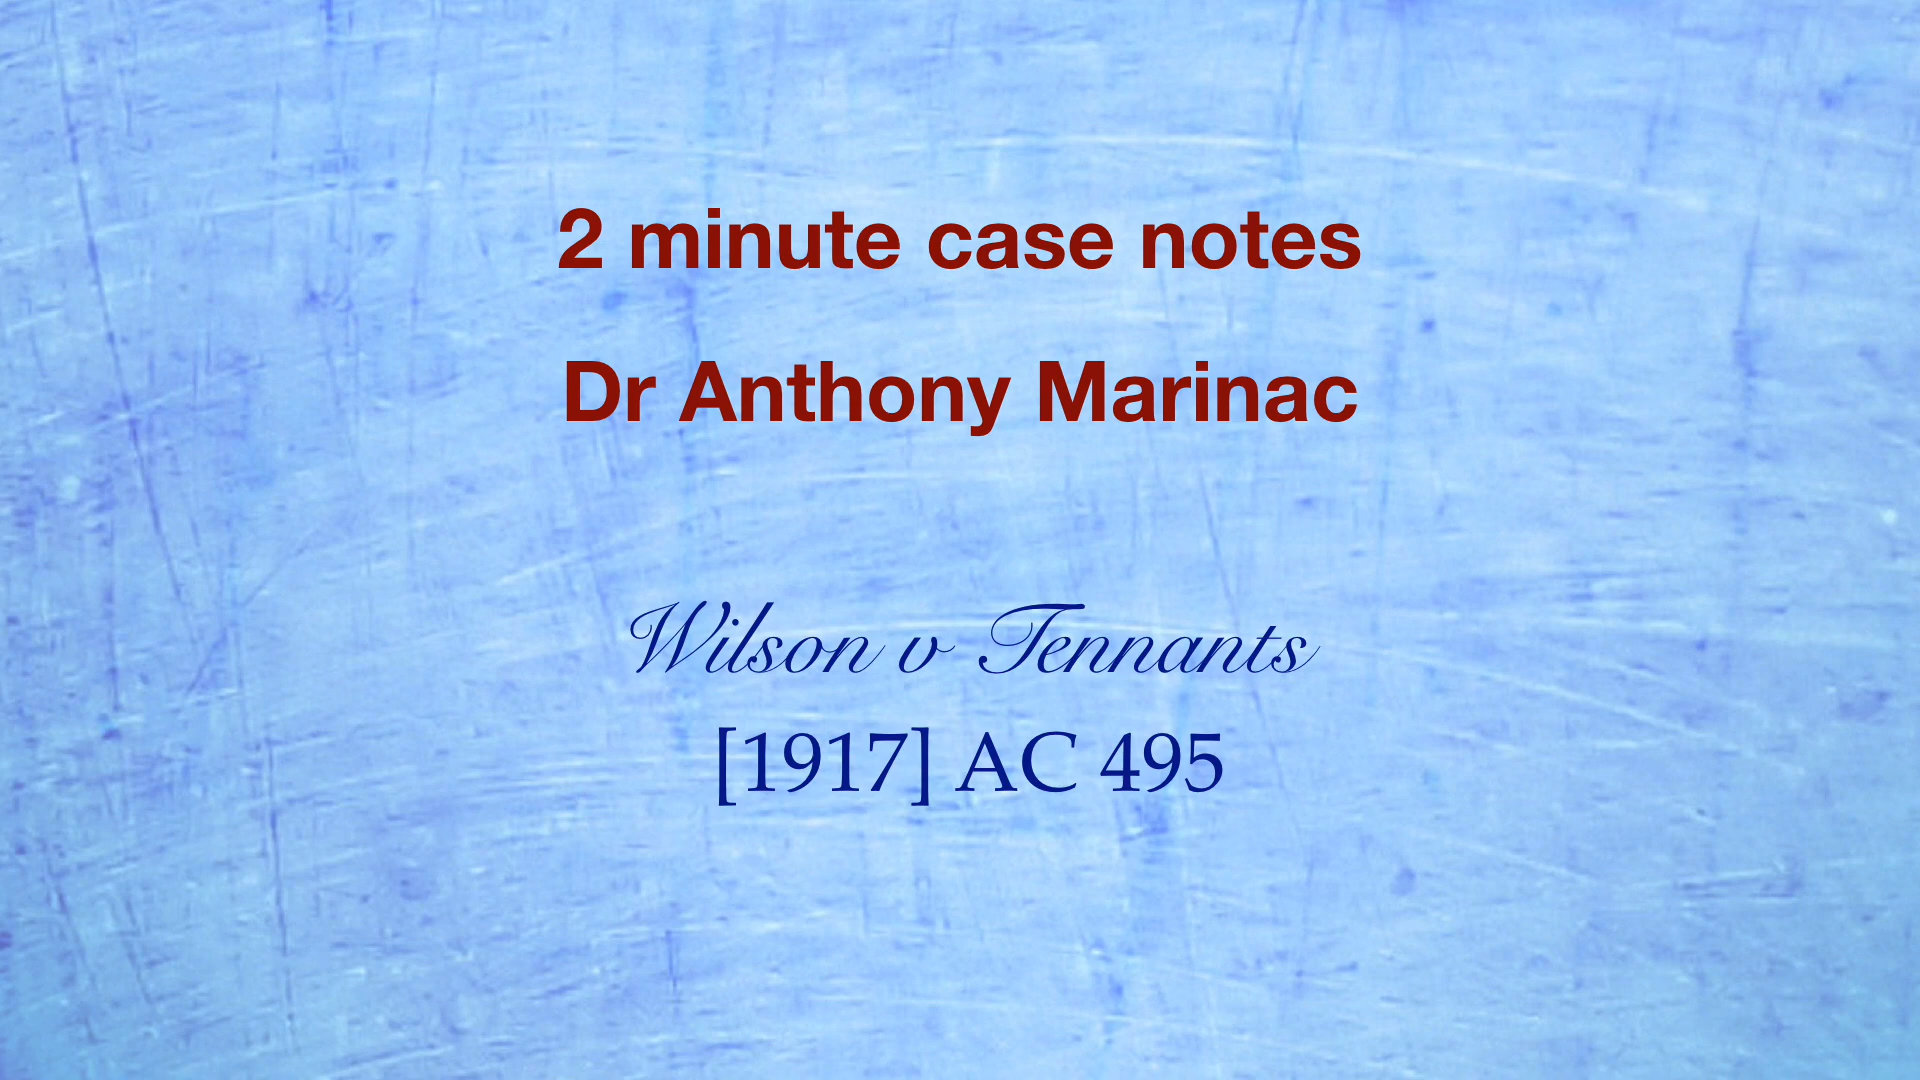 2 minute case notes
Dr Anthony Marinac
Wilson v Tennants
[1917] AC 495